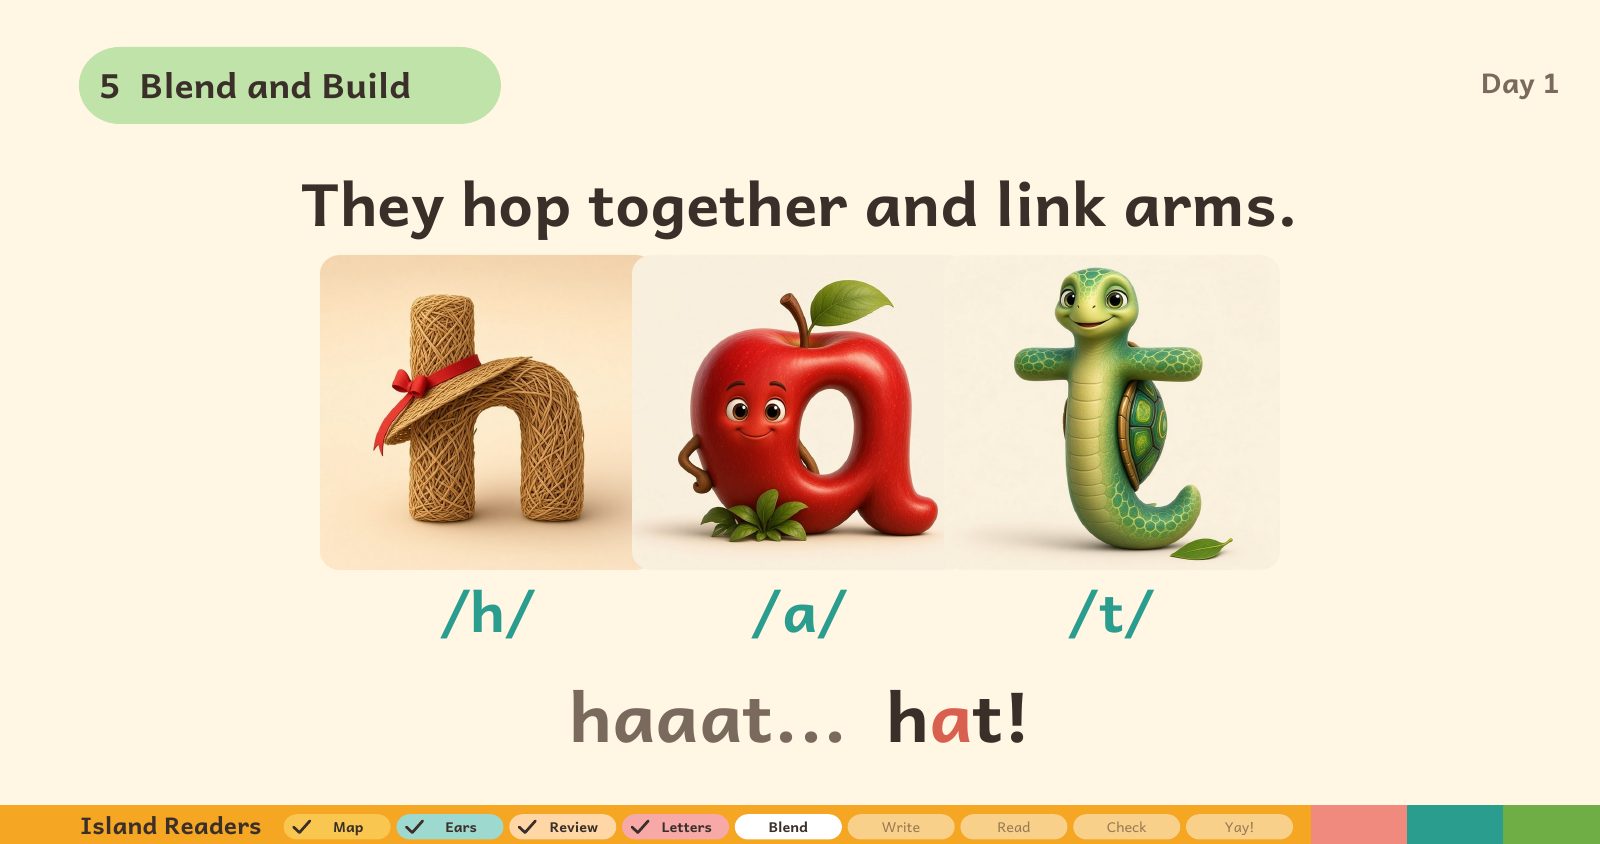 5 Blend and Build
Day 1
They hop together and link arms.
/h/ /a/ /t/
haaat... hat!
Island Readers Map Ears Review Letters Blend Write Read Check Yay!